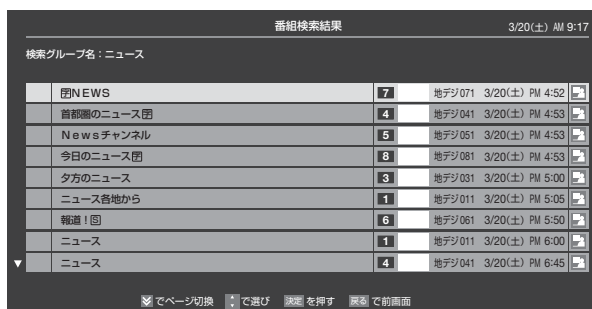 番組検索結果 3/20(土) AM 9:17
検索グループ名：ニュース
🈑NEWS 7 地デジ071 3/20(土) PM 4:52
首都圏のニュース🈑 4 地デジ041 3/20(土) PM 4:53
Newsチャンネル 5 地デジ051 3/20(土) PM 4:53
今日のニュース🈑 8 地デジ081 3/20(土) PM 4:53
夕方のニュース 3 地デジ031 3/20(土) PM 5:00
ニュース各地から 1 地デジ011 3/20(土) PM 5:05
報道！🅂 6 地デジ061 3/20(土) PM 5:50
ニュース 1 地デジ011 3/20(土) PM 6:00
▼ ニュース 4 地デジ041 3/20(土) PM 6:45
でページ切換 で選び 決定 を押す 戻る で前画面